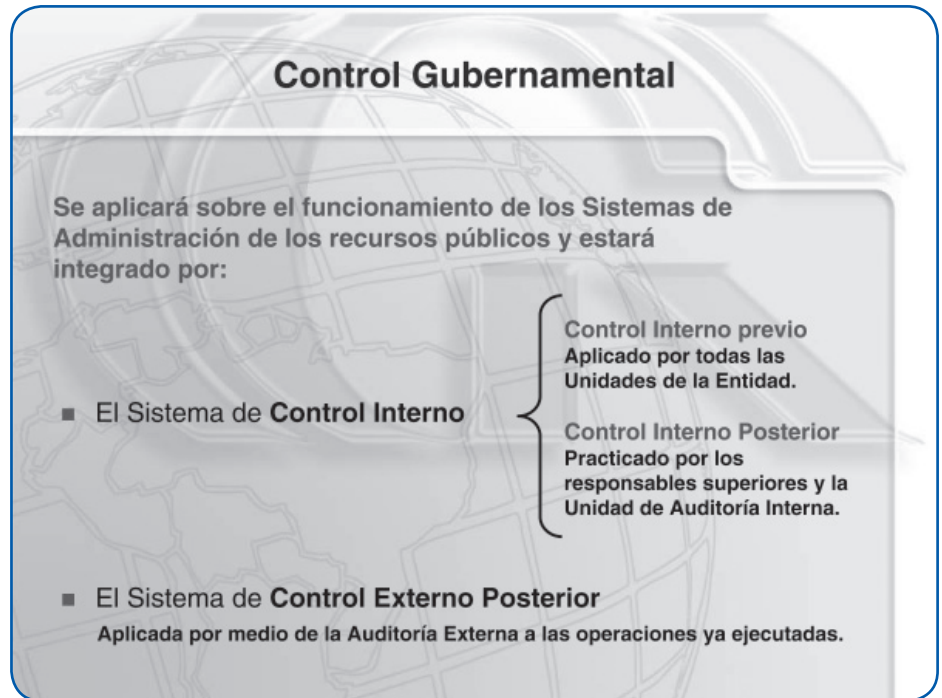 Control Gubernamental
Se aplicará sobre el funcionamiento de los Sistemas de
Administración de los recursos públicos y estará
integrado por:
■ El Sistema de Control Interno
Control Interno previo
Aplicado por todas las
Unidades de la Entidad.
Control Interno Posterior
Practicado por los
responsables superiores y la
Unidad de Auditoría Interna.
■ El Sistema de Control Externo Posterior
Aplicada por medio de la Auditoría Externa a las operaciones ya ejecutadas.